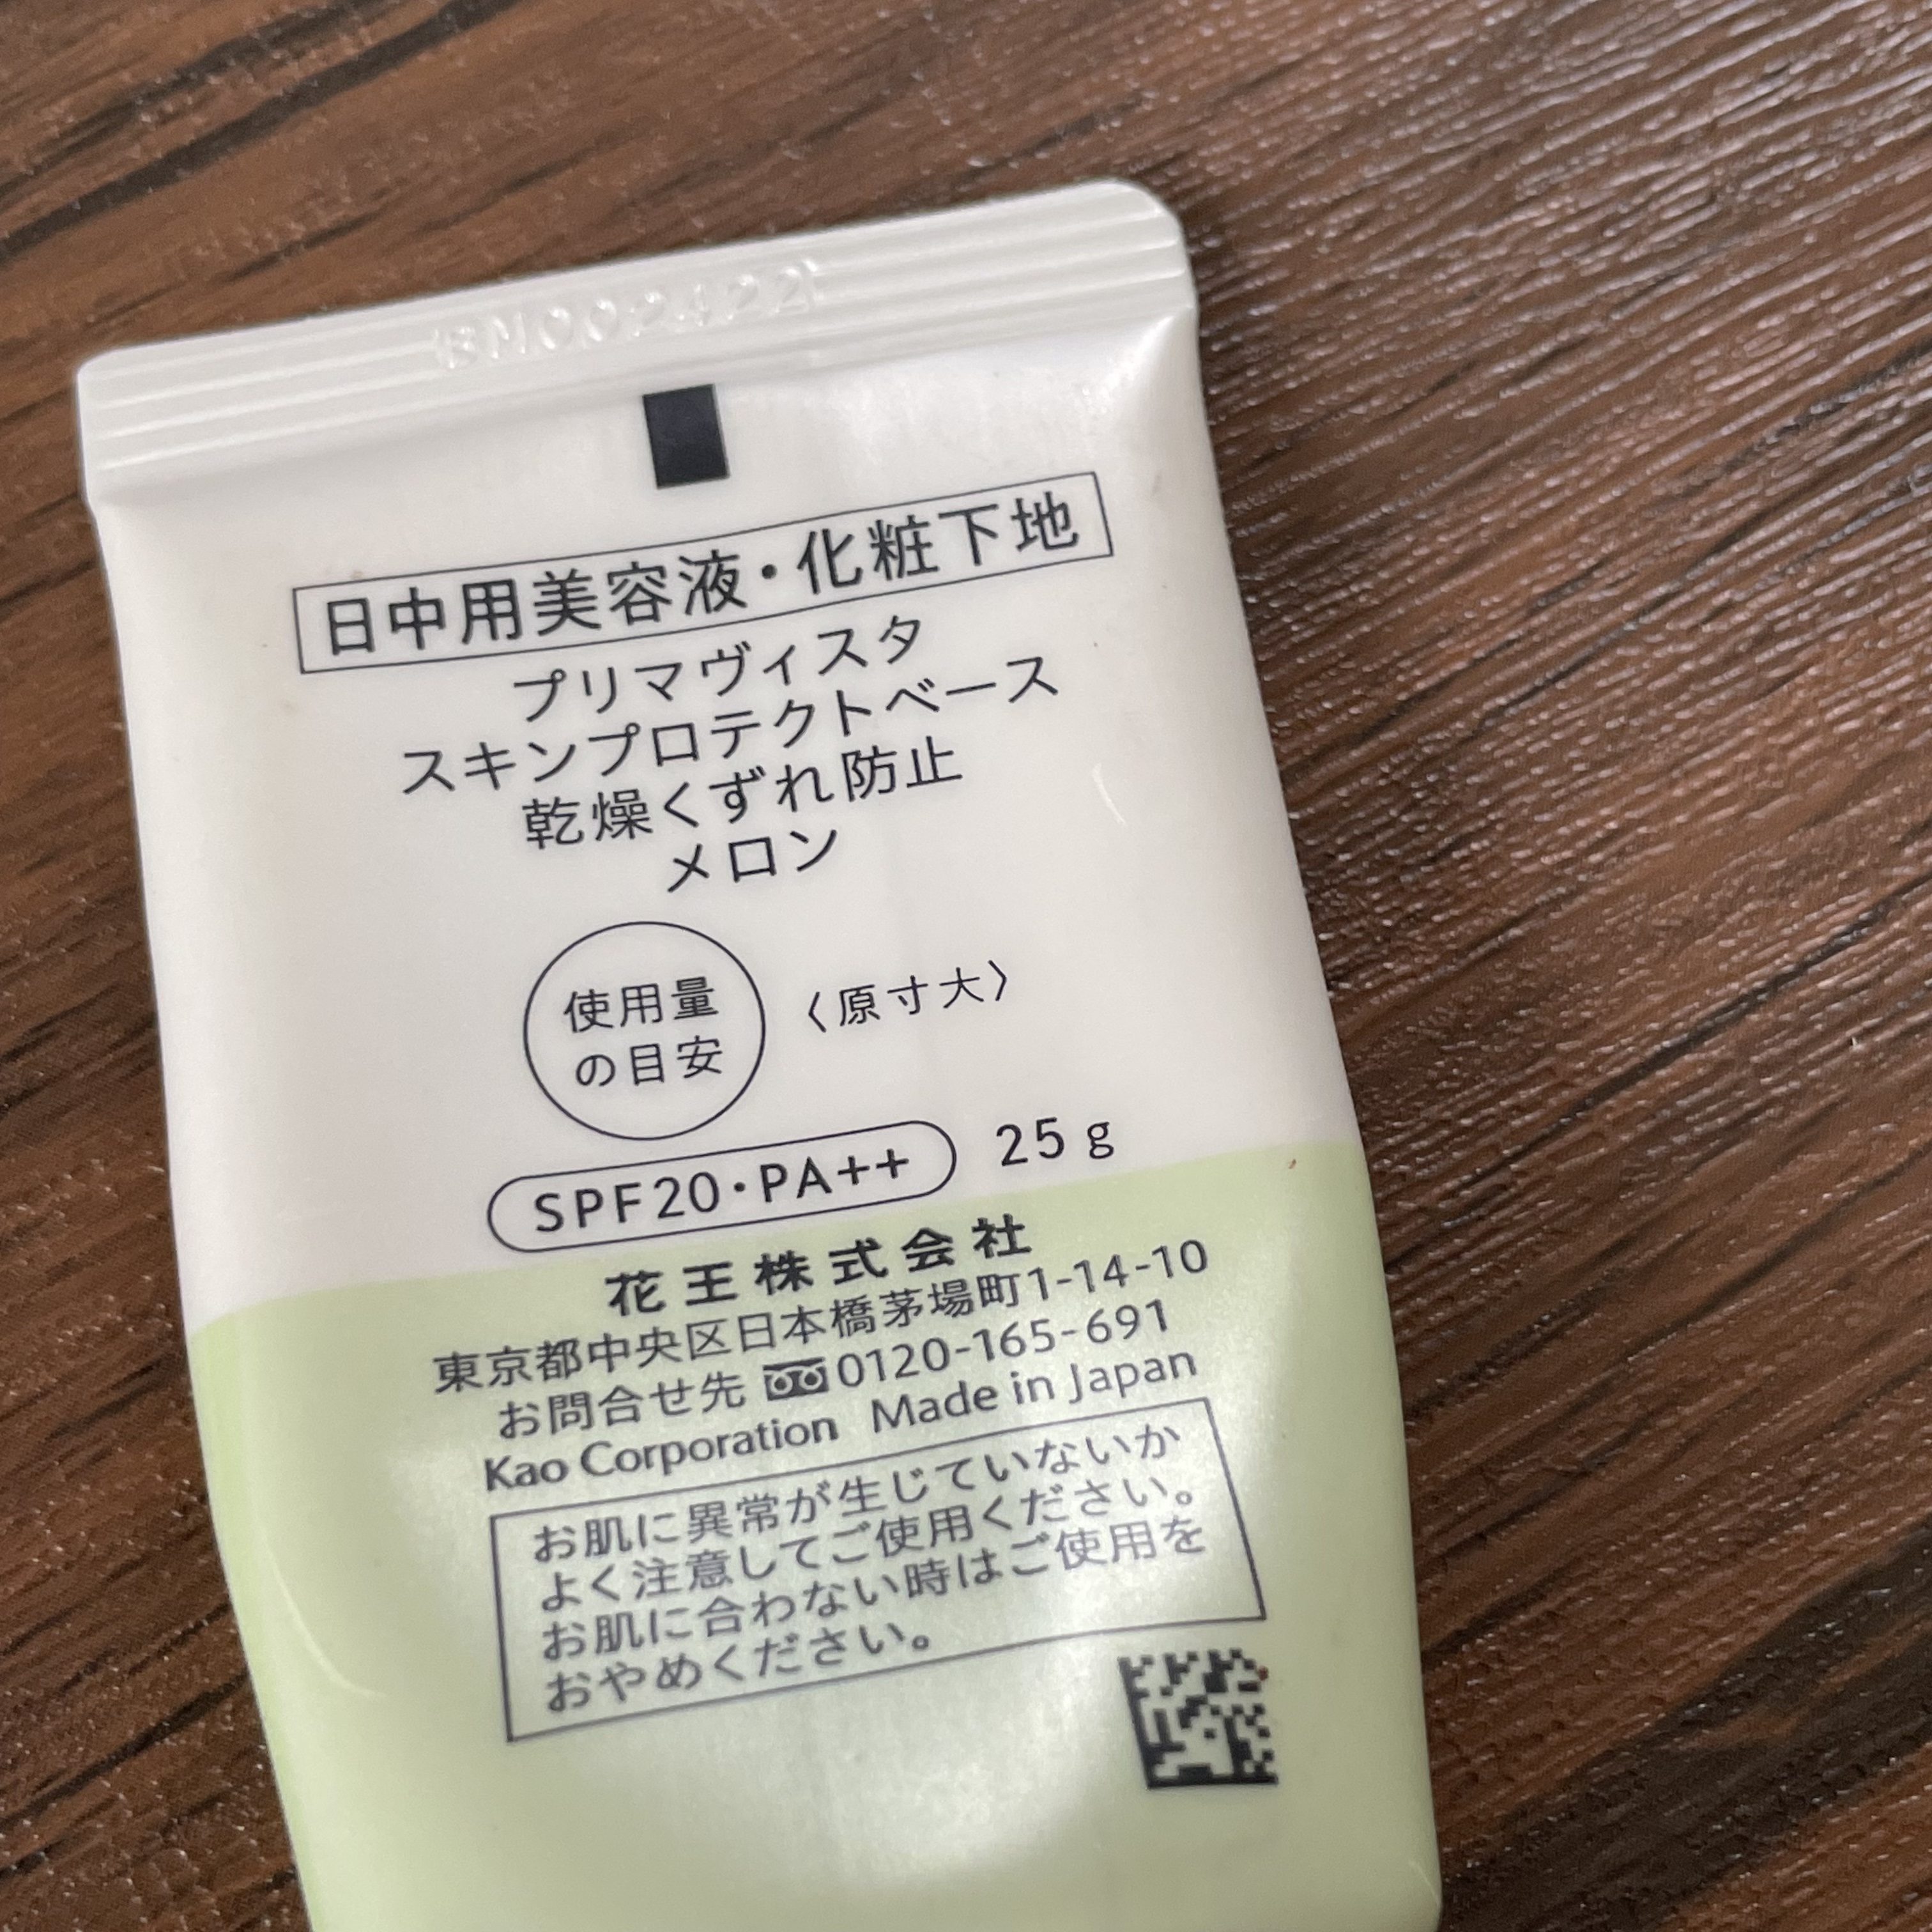 日中用美容液・化粧下地
プリマヴィスタ
スキンプロテクトベース
乾燥くずれ防止
メロン
使用量
の目安
〈原寸大〉
SPF20・PA++ 25g
花王株式会社
東京都中央区日本橋茅場町1-14-10
お問合せ先 0120-165-691
Kao Corporation Made in Japan
お肌に異常が生じていないか
よく注意してご使用ください。
お肌に合わない時はご使用を
おやめください。